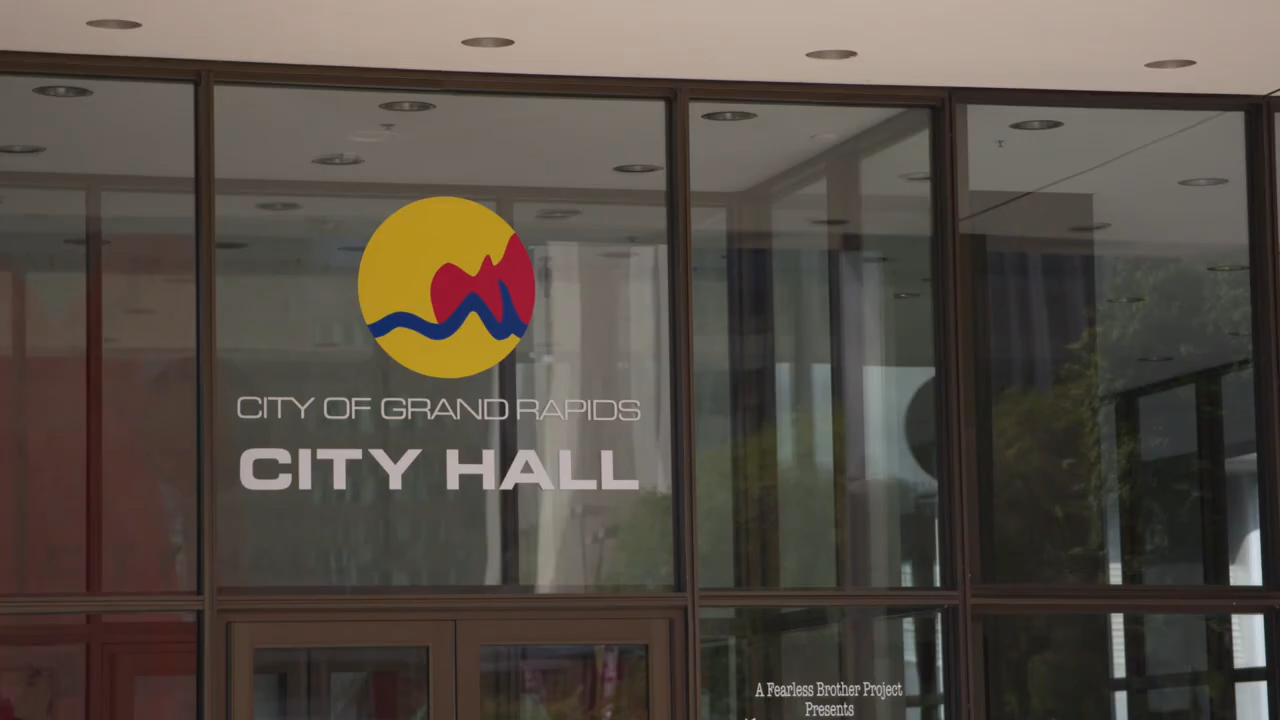 CITY OF GRAND RAPIDS
CITY HALL
A Fearless Brother Project
Presents